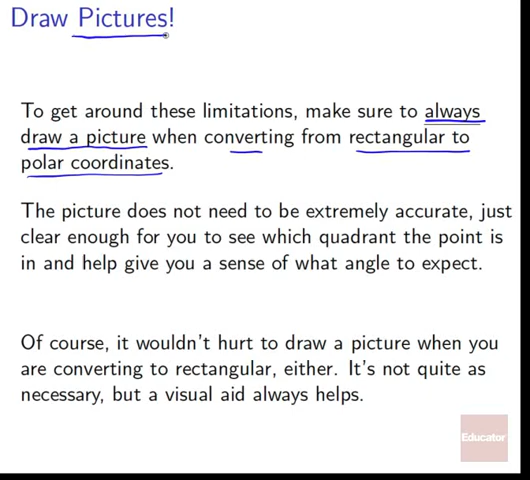 Draw Pictures!
To get around these limitations, make sure to always
draw a picture when converting from rectangular to
polar coordinates.
The picture does not need to be extremely accurate, just
clear enough for you to see which quadrant the point is
in and help give you a sense of what angle to expect.
Of course, it wouldn't hurt to draw a picture when you
are converting to rectangular, either. It's not quite as
necessary, but a visual aid always helps.
Educator